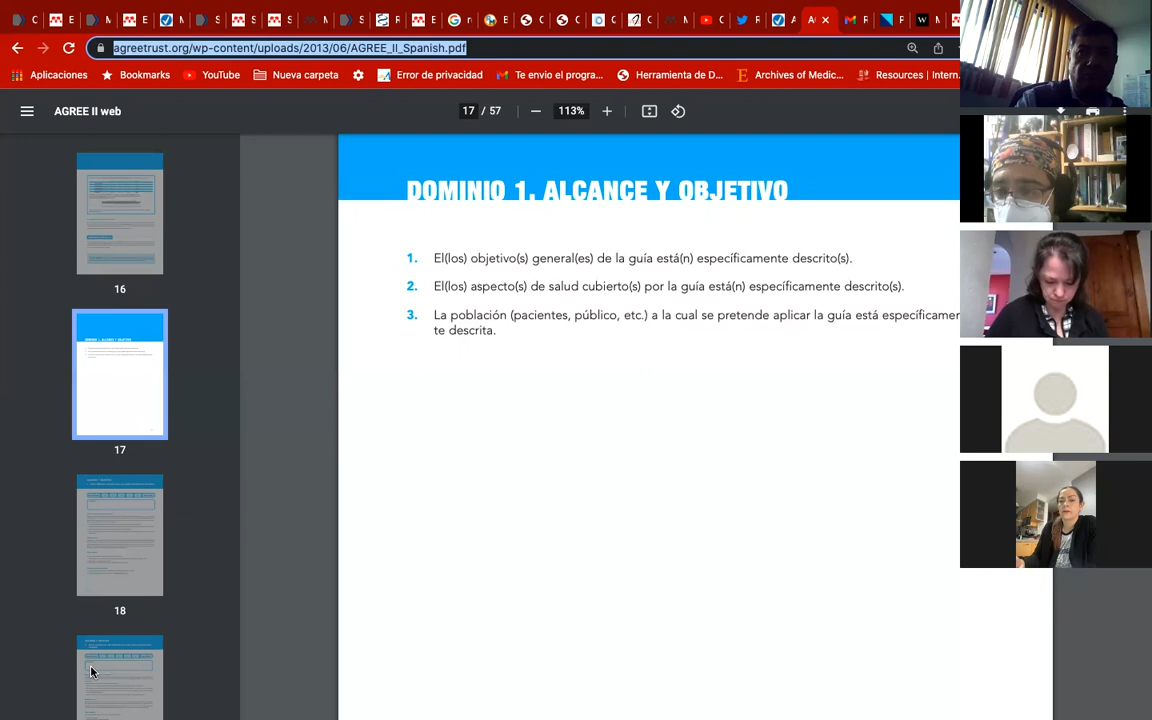 agreetrust.org/wp-content/uploads/2013/06/AGREE_II_Spanish.pdf
Aplicaciones
Bookmarks
YouTube
Nueva carpeta
Error de privacidad
Te envio el progra...
Herramienta de D...
Archives of Medic...
Resources | Intern.
AGREE II web
17 / 57
113%
DOMINIO 1. ALCANCE Y OBJETIVO
1. El(los) objetivo(s) general(es) de la guía está(n) específicamente descrito(s).
2. El(los) aspecto(s) de salud cubierto(s) por la guía está(n) específicamente descrito(s).
3. La población (pacientes, público, etc.) a la cual se pretende aplicar la guía está específicamen
te descrita.
16
17
18